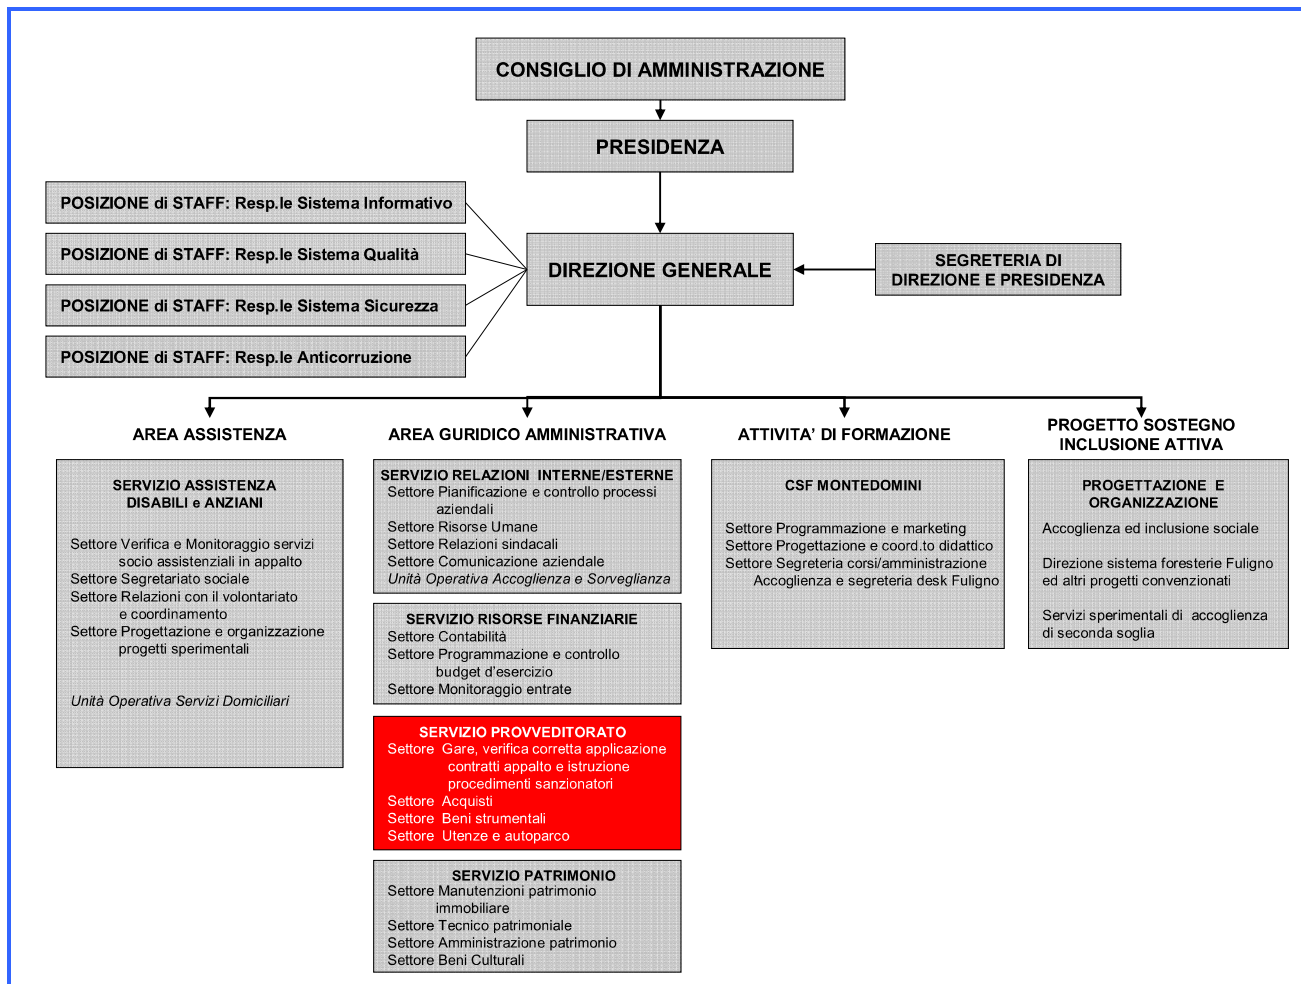 CONSIGLIO DI AMMINISTRAZIONE
PRESIDENZA
POSIZIONE di STAFF: Resp.le Sistema Informativo
POSIZIONE di STAFF: Resp.le Sistema Qualità
POSIZIONE di STAFF: Resp.le Sistema Sicurezza
POSIZIONE di STAFF: Resp.le Anticorruzione
DIREZIONE GENERALE
SEGRETERIA DI
DIREZIONE E PRESIDENZA
AREA ASSISTENZA
SERVIZIO ASSISTENZA
DISABILI e ANZIANI
Settore Verifica e Monitoraggio servizi
socio assistenziali in appalto
Settore Segretariato sociale
Settore Relazioni con il volontariato
e coordinamento
Settore Progettazione e organizzazione
progetti sperimentali
Unità Operativa Servizi Domiciliari
AREA GURIDICO AMMINISTRATIVA
SERVIZIO RELAZIONI INTERNE/ESTERNE
Settore Pianificazione e controllo processi
aziendali
Settore Risorse Umane
Settore Relazioni sindacali
Settore Comunicazione aziendale
Unità Operativa Accoglienza e Sorveglianza
SERVIZIO RISORSE FINANZIARIE
Settore Contabilità
Settore Programmazione e controllo
budget d'esercizio
Settore Monitoraggio entrate
SERVIZIO PROVVEDITORATO
Settore Gare, verifica corretta applicazione
contratti appalto e istruzione
procedimenti sanzionatori
Settore Acquisti
Settore Beni strumentali
Settore Utenze e autoparco
SERVIZIO PATRIMONIO
Settore Manutenzioni patrimonio
immobiliare
Settore Tecnico patrimoniale
Settore Amministrazione patrimonio
Settore Beni Culturali
ATTIVITA' DI FORMAZIONE
CSF MONTEDOMINI
Settore Programmazione e marketing
Settore Progettazione e coord.to didattico
Settore Segreteria corsi/amministrazione
Accoglienza e segreteria desk Fuligno
PROGETTO SOSTEGNO
INCLUSIONE ATTIVA
PROGETTAZIONE E
ORGANIZZAZIONE
Accoglienza ed inclusione sociale
Direzione sistema foresterie Fuligno
ed altri progetti convenzionati
Servizi sperimentali di accoglienza
di seconda soglia